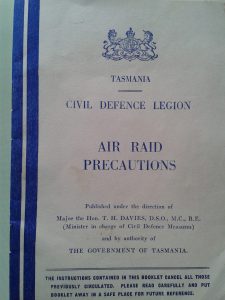 TASMANIA
CIVIL DEFENCE LEGION
AIR RAID
PRECAUTIONS
Published under the direction of
Major the Hon. T. H. DAVIES, D.S.O., M.C., B.E.
(Minister in charge of Civil Defence Measures)
and by authority of
THE GOVERNMENT OF TASMANIA.
THE INSTRUCTIONS CONTAINED IN THIS BOOKLET CANCEL ALL THOSE
PREVIOUSLY CIRCULATED. PLEASE READ CAREFULLY AND PUT
BOOKLET AWAY IN A SAFE PLACE FOR FUTURE REFERENCE.